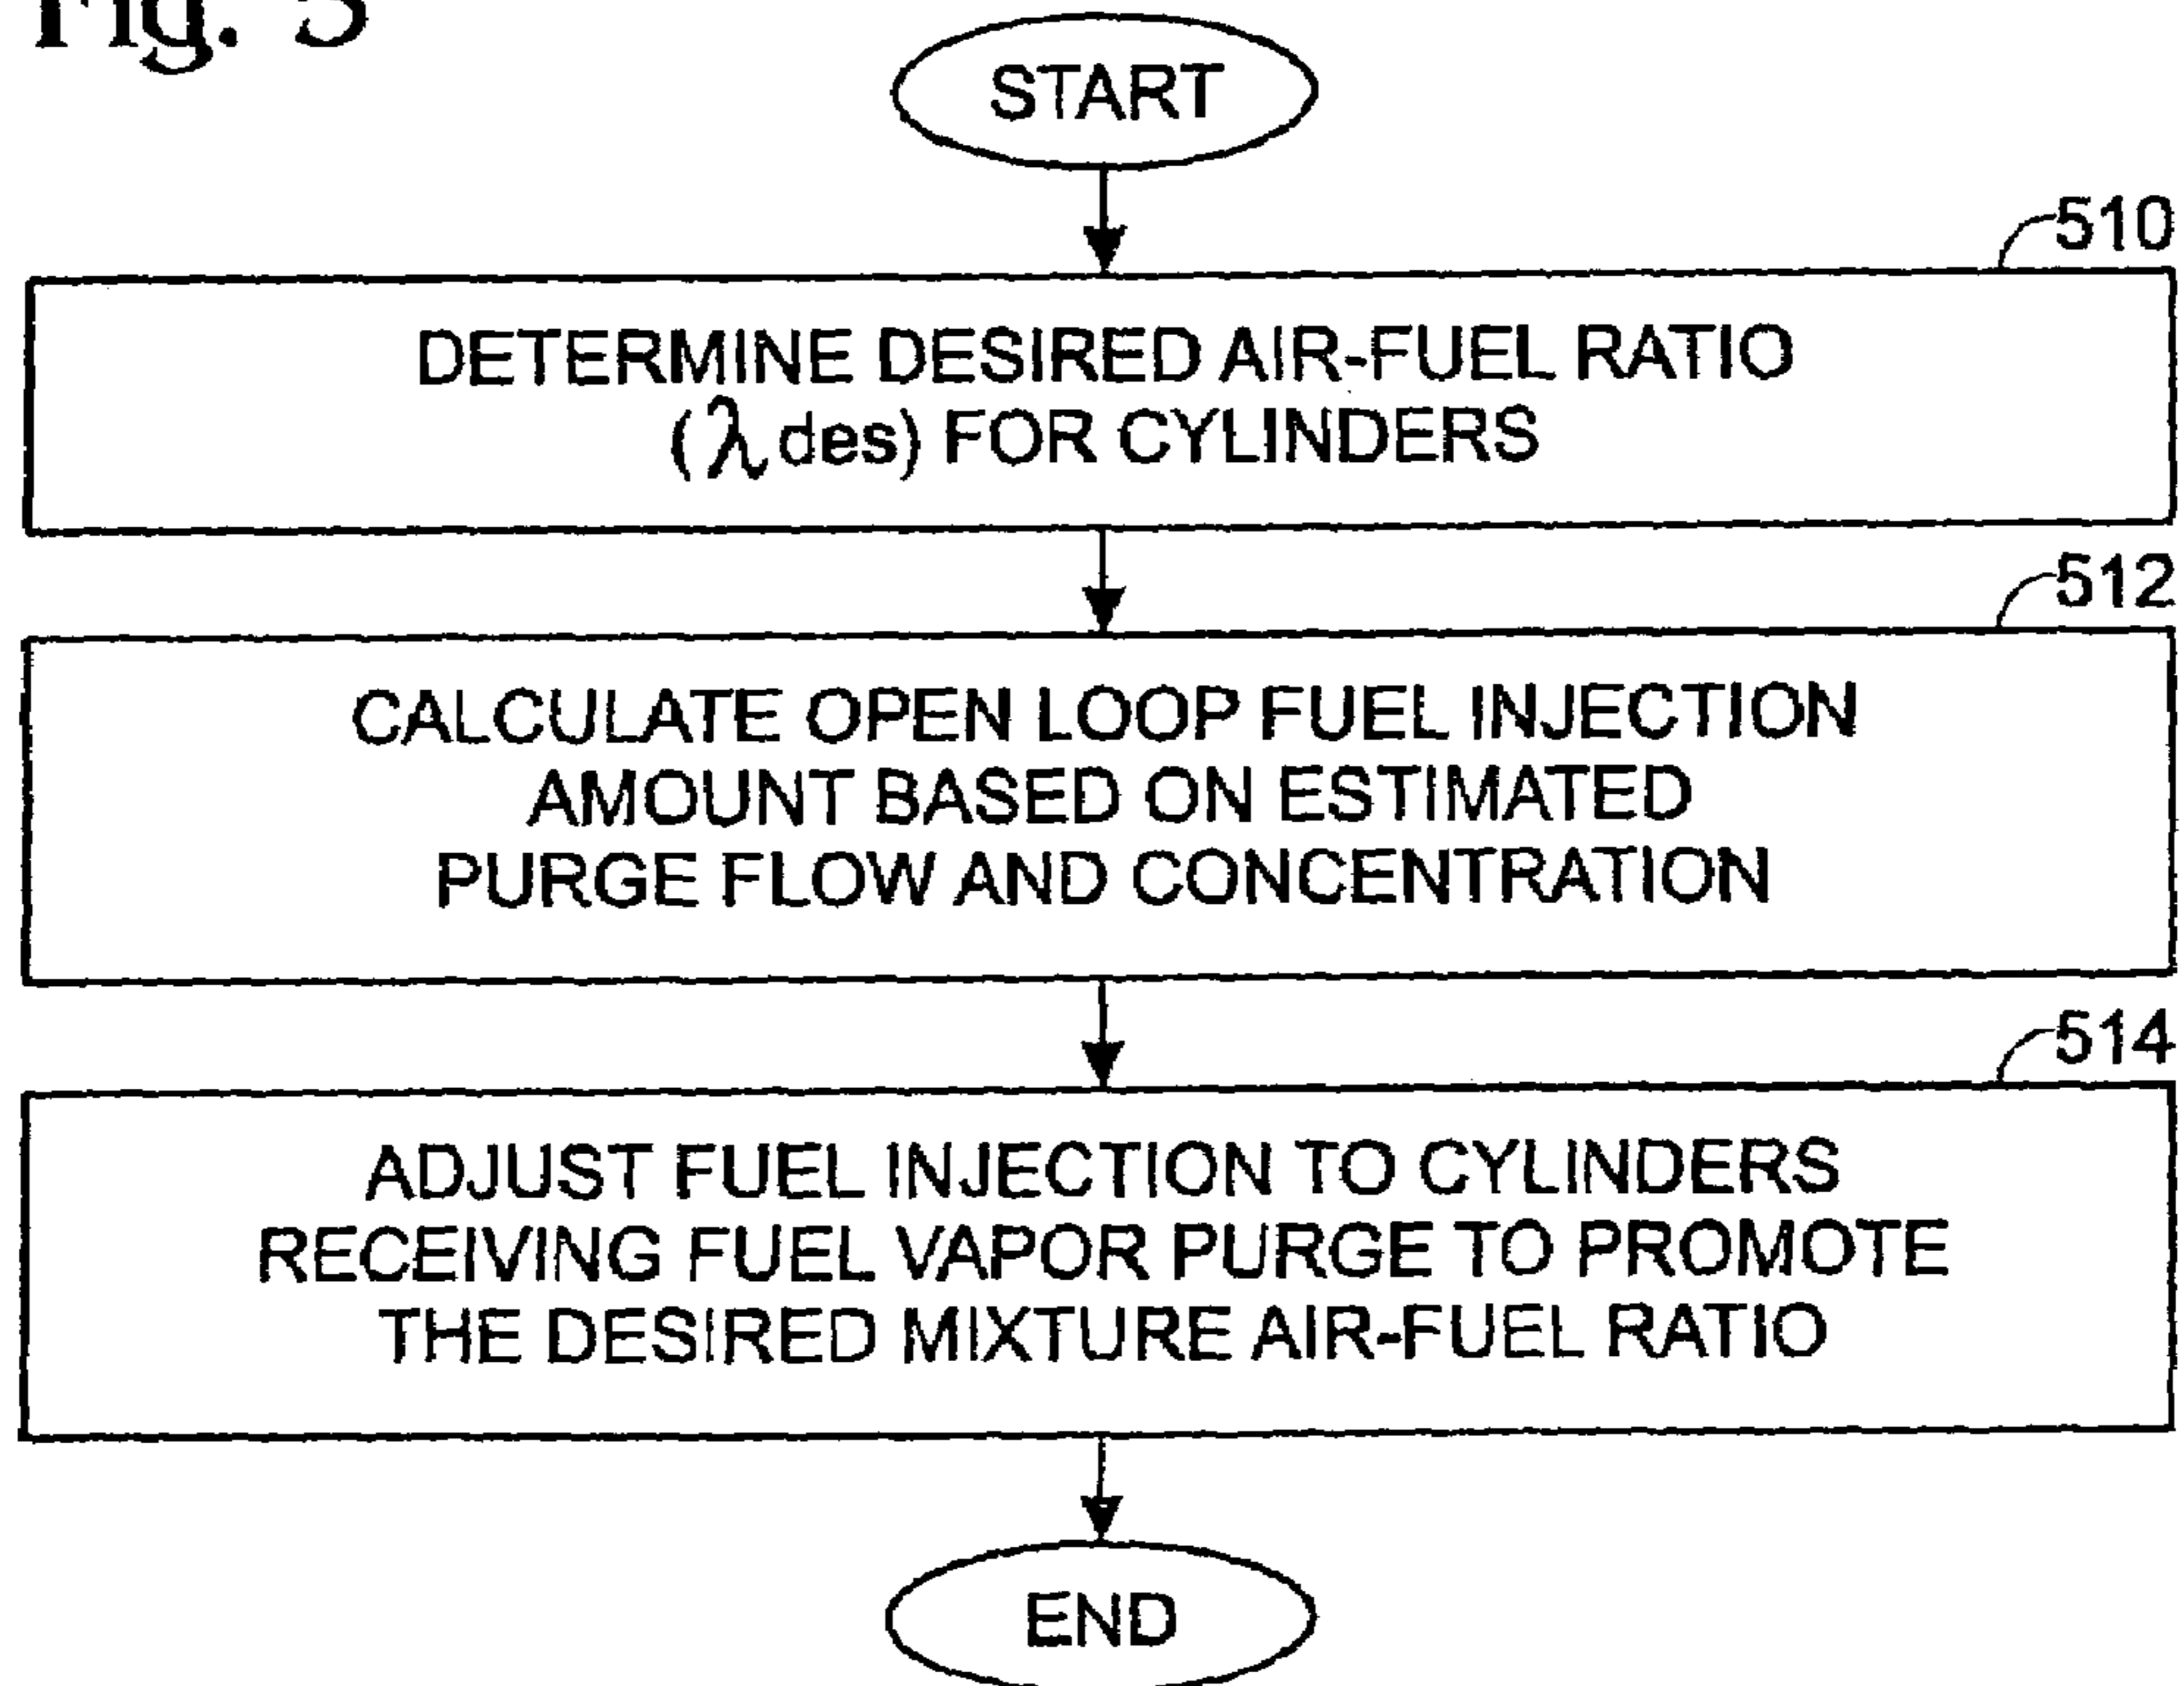 Fig. 5
START
510
DETERMINE DESIRED AIR-FUEL RATIO
(λ des) FOR CYLINDERS
512
CALCULATE OPEN LOOP FUEL INJECTION
AMOUNT BASED ON ESTIMATED
PURGE FLOW AND CONCENTRATION
514
ADJUST FUEL INJECTION TO CYLINDERS
RECEIVING FUEL VAPOR PURGE TO PROMOTE
THE DESIRED MIXTURE AIR-FUEL RATIO
END